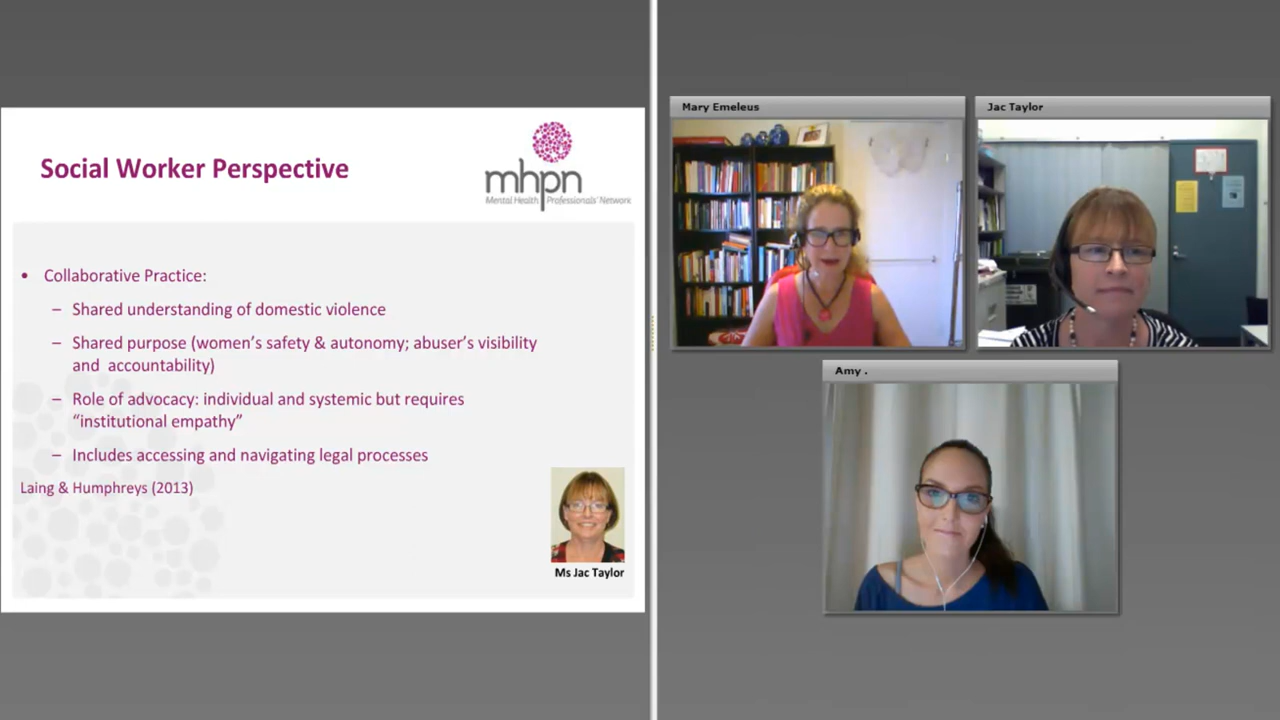 Social Worker Perspective
mhpn
Mental Health Professionals' Network
• Collaborative Practice:
– Shared understanding of domestic violence
– Shared purpose (women's safety & autonomy; abuser's visibility
and accountability)
– Role of advocacy: individual and systemic but requires
"institutional empathy"
– Includes accessing and navigating legal processes
Laing & Humphreys (2013)
Ms Jac Taylor
Mary Emeleus
Jac Taylor
Amy .